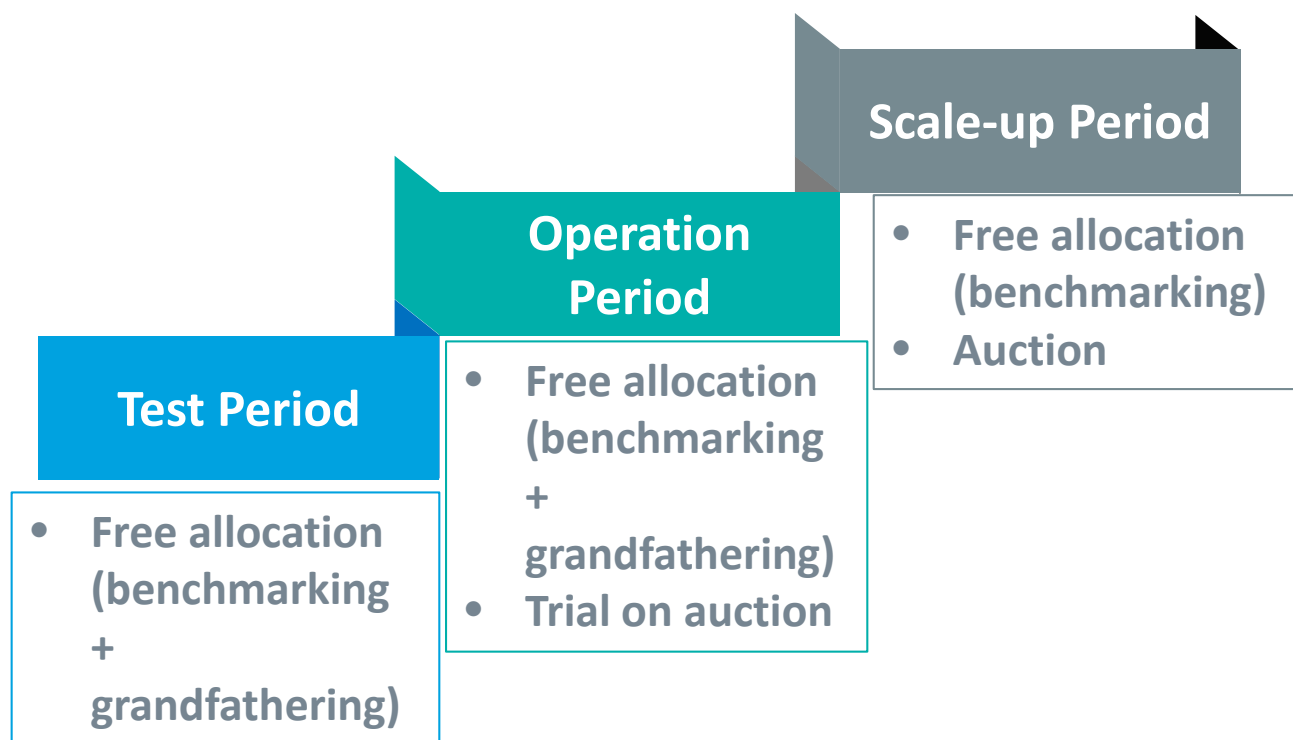 Scale-up Period
• Free allocation
(benchmarking)
• Auction
Operation
Period
• Free allocation
(benchmarking
+
grandfathering)
• Trial on auction
Test Period
• Free allocation
(benchmarking
+
grandfathering)